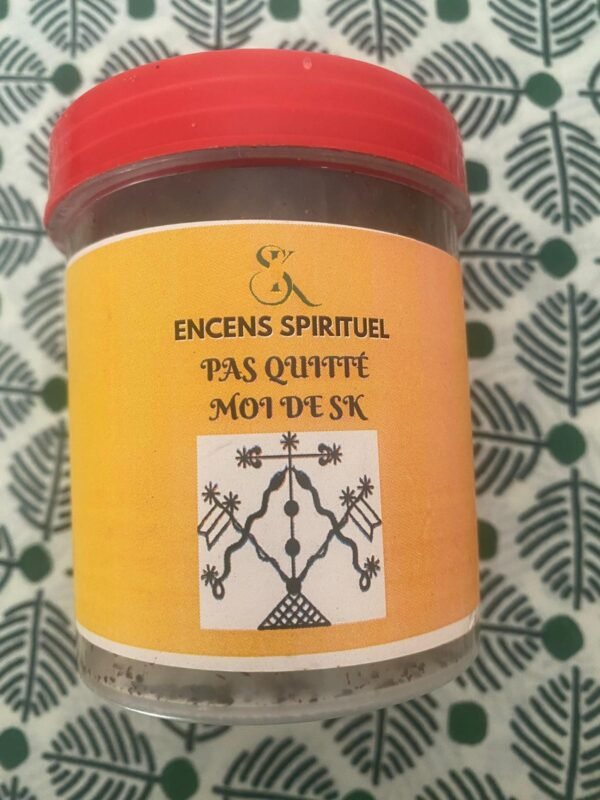 SK
ENCENS SPIRITUEL
PAS QUITTÉ
MOI DE SK